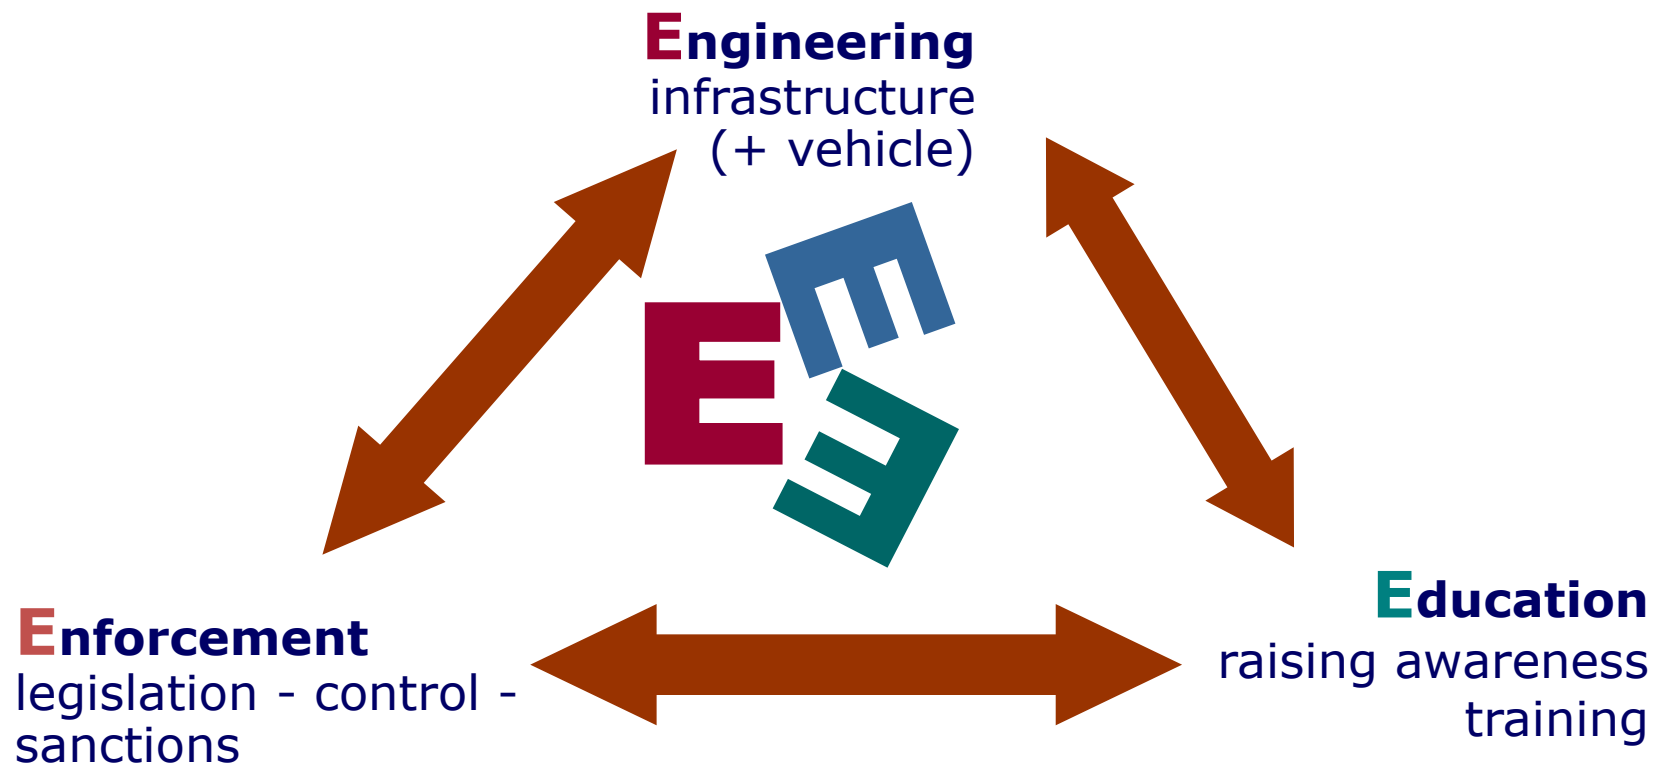 Engineering
infrastructure
(+ vehicle)
E
E
E
Enforcement
legislation - control -
sanctions
Education
raising awareness
training